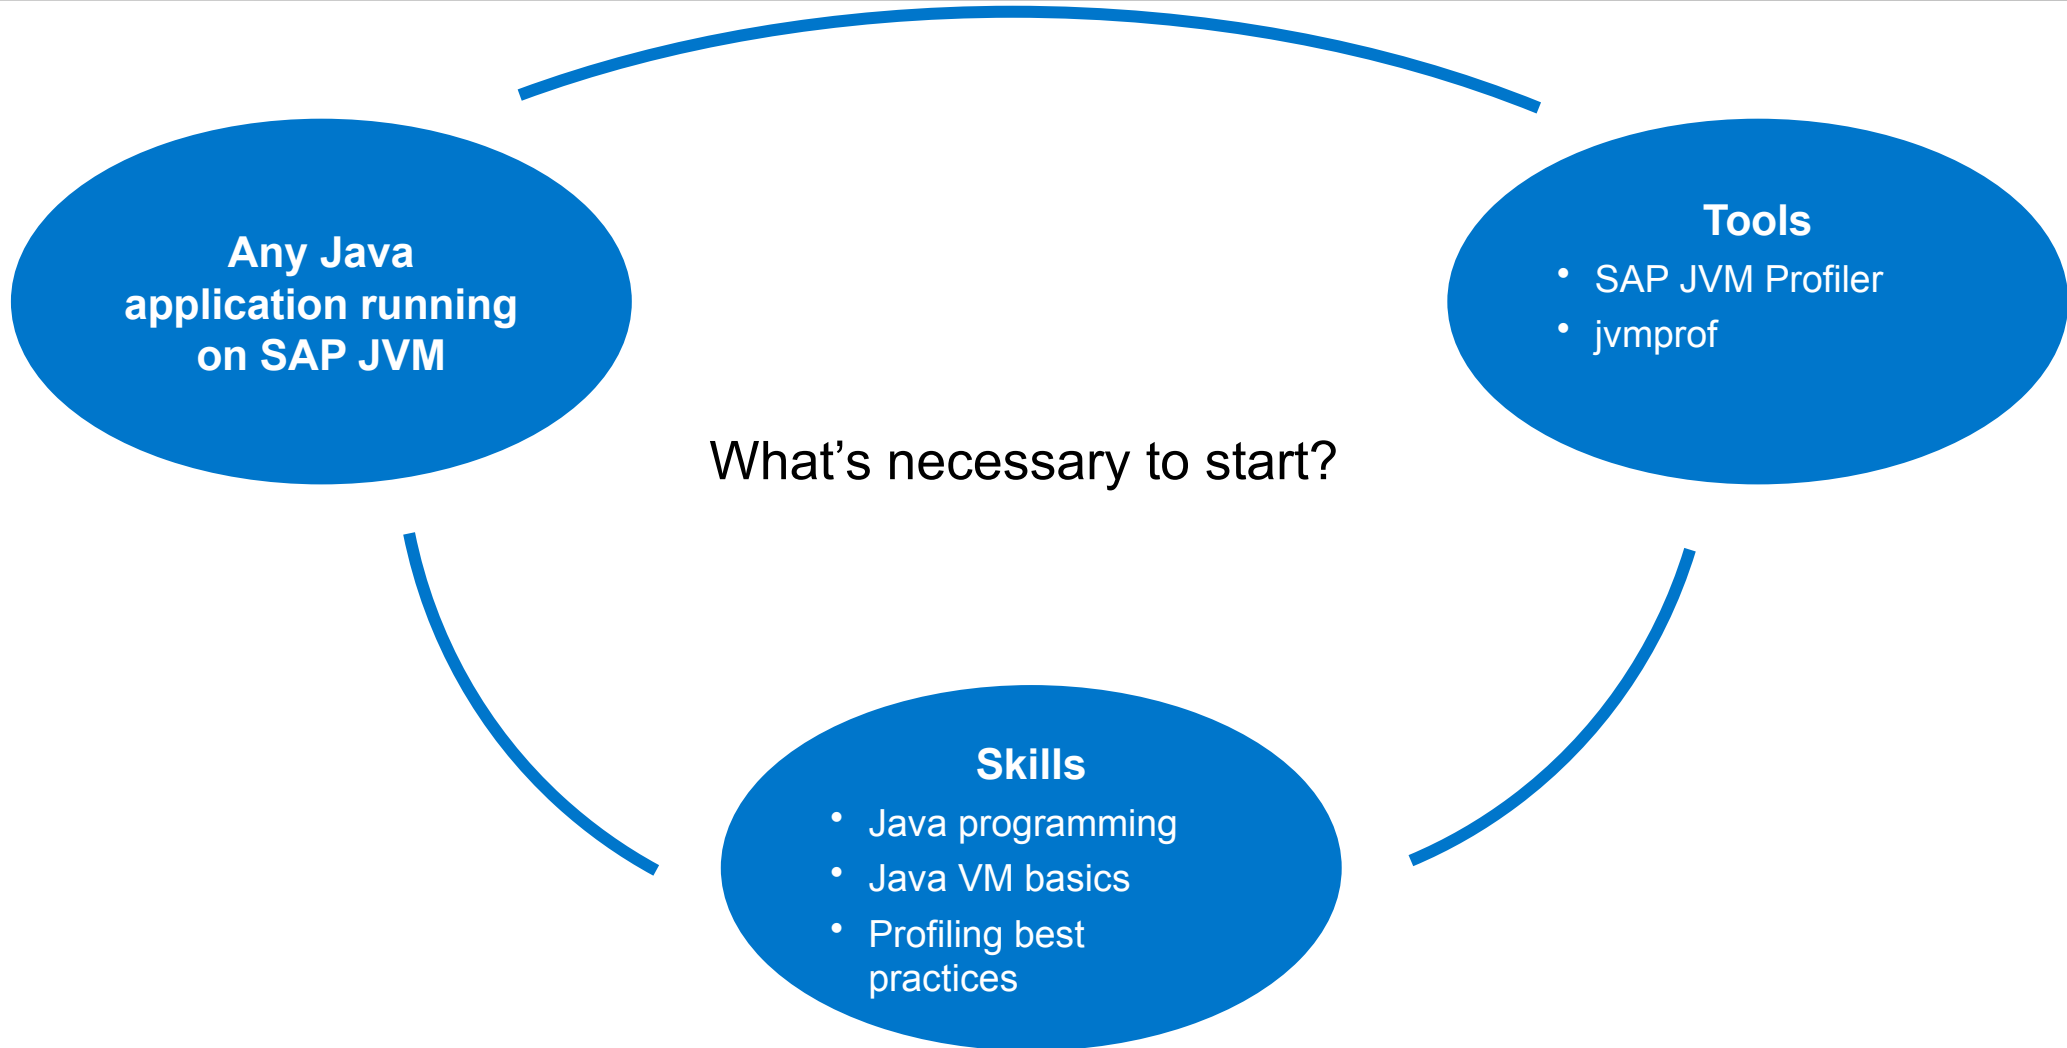 Any Java
application running
on SAP JVM
Tools
• SAP JVM Profiler
• jvmprof
What’s necessary to start?
Skills
• Java programming
• Java VM basics
• Profiling best
practices